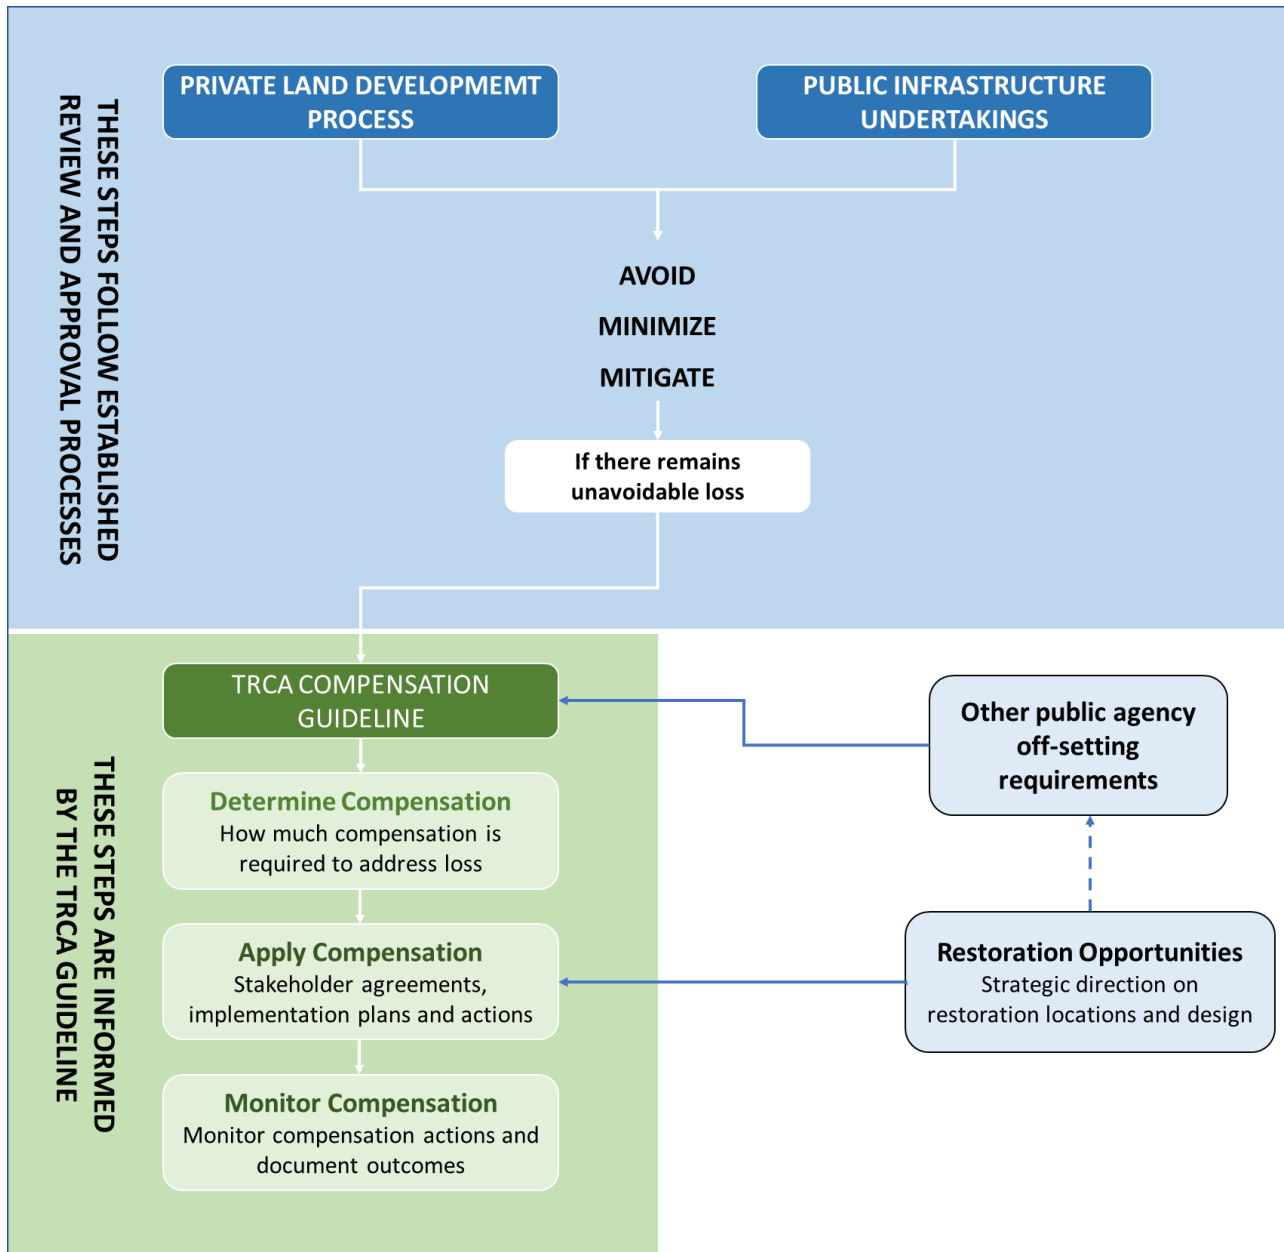 THESE STEPS FOLLOW ESTABLISHED
REVIEW AND APPROVAL PROCESSES
PRIVATE LAND DEVELOPMEMT
PROCESS
PUBLIC INFRASTRUCTURE
UNDERTAKINGS
AVOID
MINIMIZE
MITIGATE
If there remains
unavoidable loss
THESE STEPS ARE INFORMED
BY THE TRCA GUIDELINE
TRCA COMPENSATION
GUIDELINE
Determine Compensation
How much compensation is
required to address loss
Apply Compensation
Stakeholder agreements,
implementation plans and actions
Monitor Compensation
Monitor compensation actions and
document outcomes
Other public agency
off-setting
requirements
Restoration Opportunities
Strategic direction on
restoration locations and design